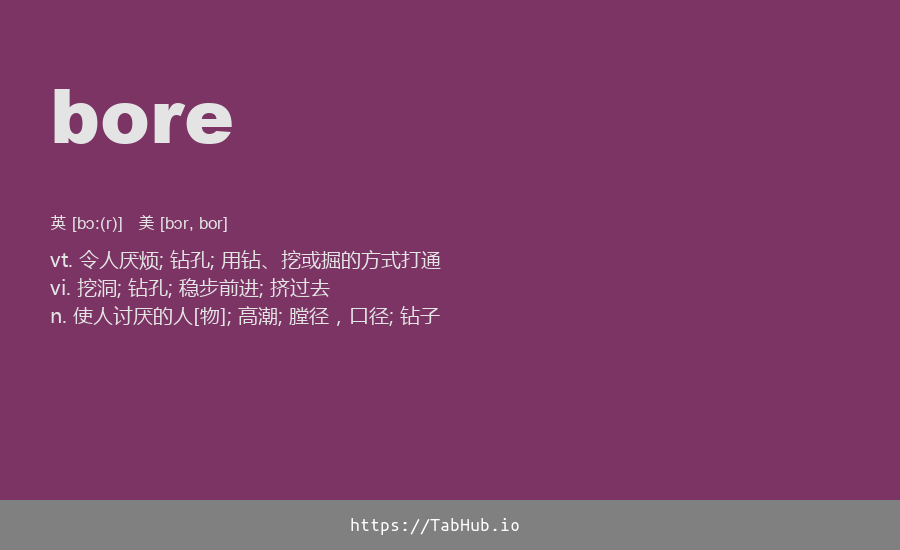 bore
英 [bɔː(r)] 美 [bɔr, bor]
vt. 令人厌烦; 钻孔; 用钻、挖或掘的方式打通
vi. 挖洞; 钻孔; 稳步前进; 挤过去
n. 使人讨厌的人[物]; 高潮; 膛径，口径; 钻子
https://TabHub.io